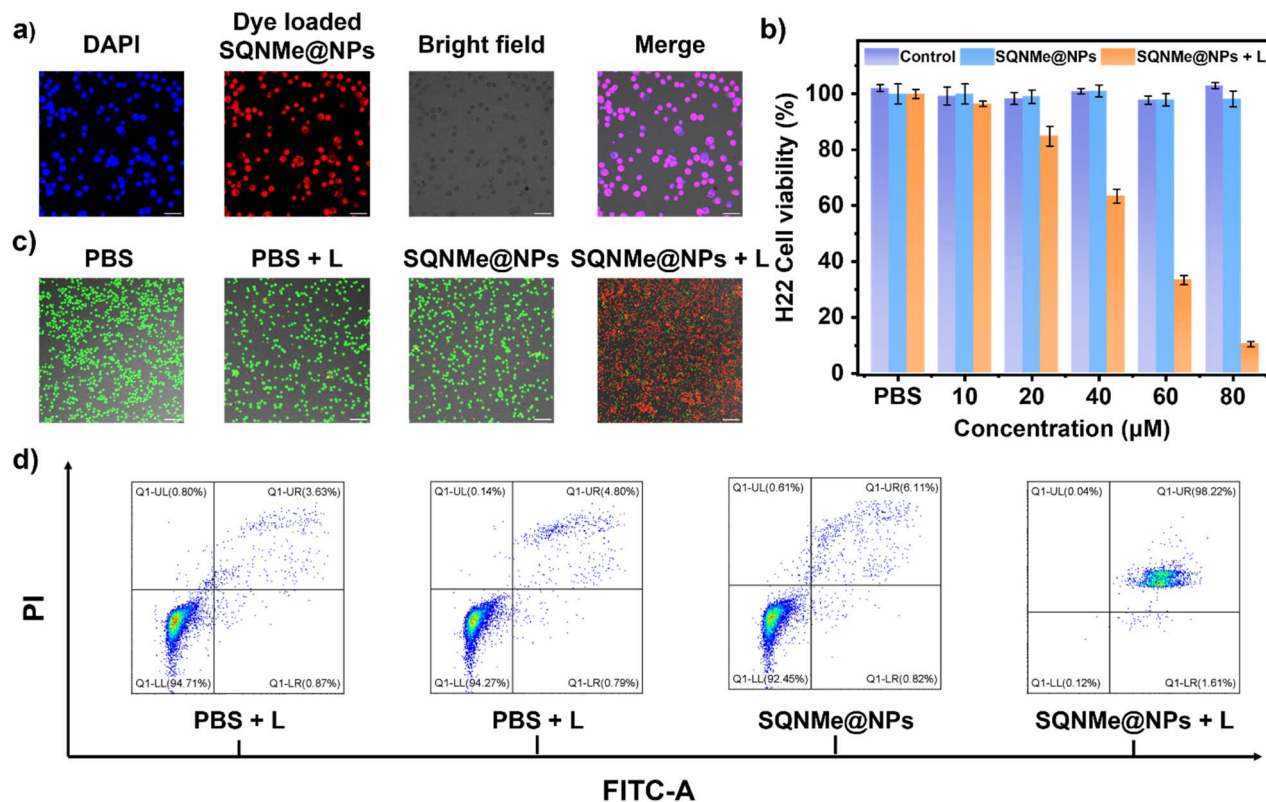 a)
DAPI
Dye loaded
SQNMe@NPs
Bright field
Merge
b)
Control
SQNMe@NPs
SQNMe@NPs + L
H22 Cell viability (%)
100
80
60
40
20
0
PBS
10
20
40
60
80
Concentration (μM)
c)
PBS
PBS + L
SQNMe@NPs
SQNMe@NPs + L
d)
PI
Q1-UL(0.80%)
Q1-UR(3.63%)
Q1-LL(94.71%)
Q1-LR(0.87%)
PBS + L
Q1-UL(0.14%)
Q1-UR(4.80%)
Q1-LL(94.27%)
Q1-LR(0.79%)
PBS + L
Q1-UL(0.61%)
Q1-UR(6.11%)
Q1-LL(92.45%)
Q1-LR(0.82%)
SQNMe@NPs
Q1-UL(0.04%)
Q1-UR(98.22%)
Q1-LL(0.12%)
Q1-LR(1.61%)
SQNMe@NPs + L
FITC-A